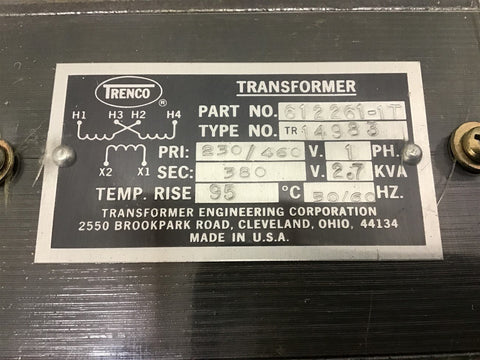 TRENCO ®
TRANSFORMER
H1 H3 H2 H4
PART NO. 612261-1T
TYPE NO. TR 14983
PRI: 230/460 V. 1 PH.
X2 X1
SEC: 380 V. 2.7 KVA
TEMP. RISE 95 °C 50/60 HZ.
TRANSFORMER ENGINEERING CORPORATION
2550 BROOKPARK ROAD, CLEVELAND, OHIO, 44134
MADE IN U.S.A.